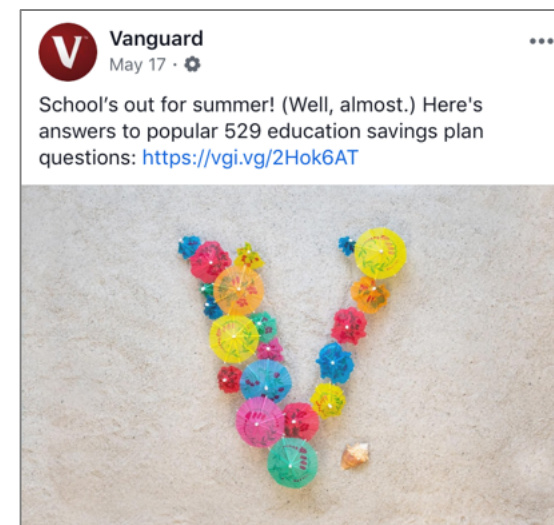 Vanguard
May 17 ·
School's out for summer! (Well, almost.) Here's
answers to popular 529 education savings plan
questions: https://vgi.vg/2Hok6AT